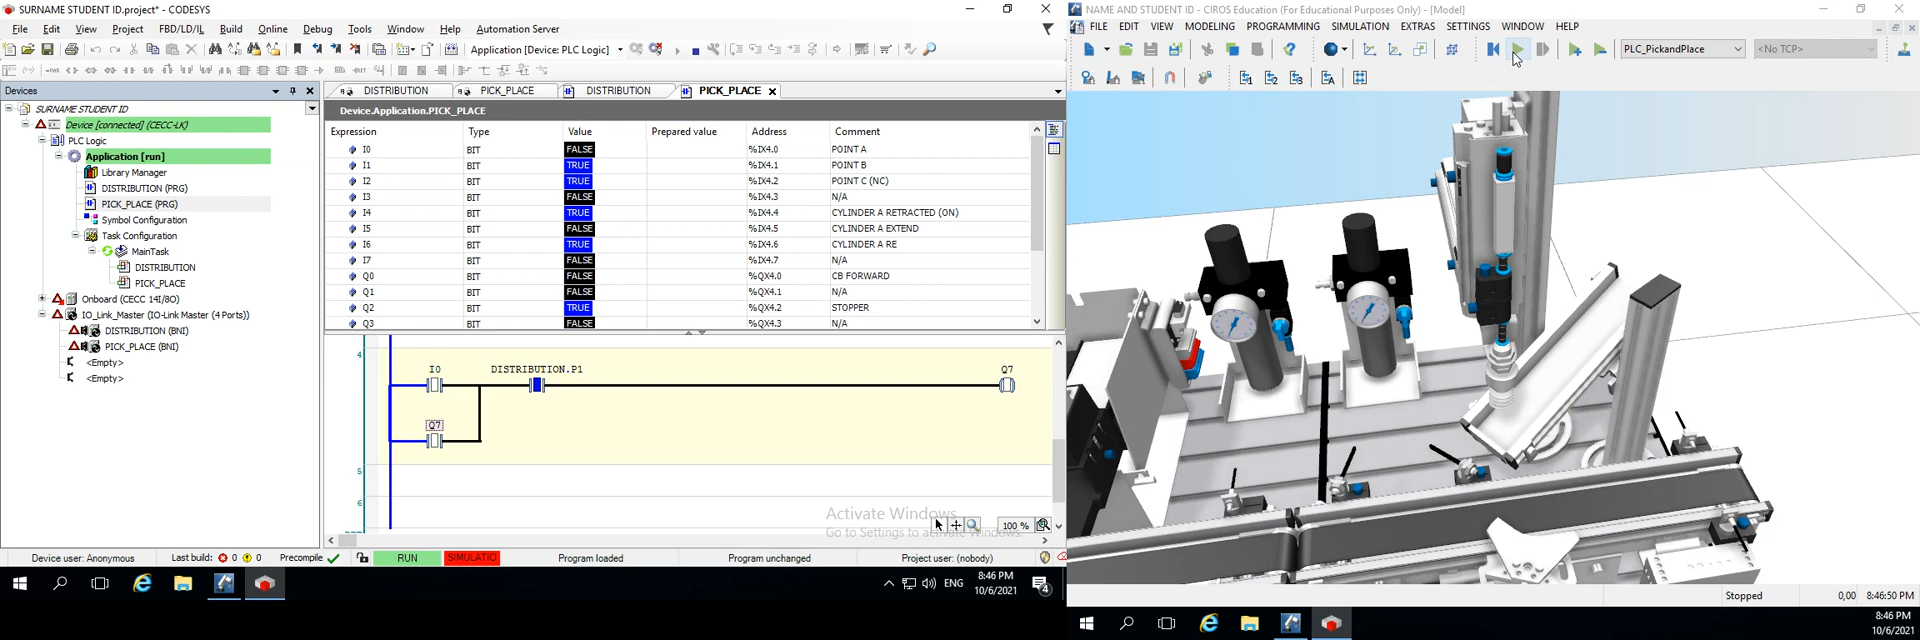 SURNAME STUDENT ID.project* - CODESYS
File Edit View Project FBD/LD/IL Build Online Debug Tools Window Help Automation Server
Application [Device: PLC Logic]
Devices
SURNAME STUDENT ID
Device [connected] (CECC-LK)
PLC Logic
Application [run]
Library Manager
DISTRIBUTION (PRG)
PICK_PLACE (PRG)
Symbol Configuration
Task Configuration
MainTask
DISTRIBUTION
PICK_PLACE
Onboard (CECC 14I/8O)
IO_Link_Master (IO-Link Master (4 Ports))
DISTRIBUTION (BNI)
PICK_PLACE (BNI)
<Empty>
<Empty>
DISTRIBUTION PICK_PLACE DISTRIBUTION PICK_PLACE
Device.Application.PICK_PLACE
Expression Type Value Prepared value Address Comment
I0 BIT FALSE %IX4.0 POINT A
I1 BIT TRUE %IX4.1 POINT B
I2 BIT TRUE %IX4.2 POINT C (NC)
I3 BIT FALSE %IX4.3 N/A
I4 BIT TRUE %IX4.4 CYLINDER A RETRACTED (ON)
I5 BIT FALSE %IX4.5 CYLINDER A EXTEND
I6 BIT TRUE %IX4.6 CYLINDER A RE
I7 BIT FALSE %IX4.7 N/A
Q0 BIT FALSE %QX4.0 CB FORWARD
Q1 BIT FALSE %QX4.1 N/A
Q2 BIT TRUE %QX4.2 STOPPER
Q3 BIT FALSE %QX4.3 N/A
4
I0 DISTRIBUTION.P1 Q7
Q7
5
6
Activate Windows
Go to Settings to activate Windows.
100 %
Device user: Anonymous Last build: 0 0 Precompile RUN SIMULATIO Program loaded Program unchanged Project user: (nobody)
ENG 8:46 PM
10/6/2021 4
NAME AND STUDENT ID - CIROS Education (For Educational Purposes Only) - [Model]
FILE EDIT VIEW MODELING PROGRAMMING SIMULATION EXTRAS SETTINGS WINDOW HELP
PLC_PickandPlace <No TCP>
1 2 3 A
Stopped 0,00 8:46:50 PM
8:46 PM
10/6/2021